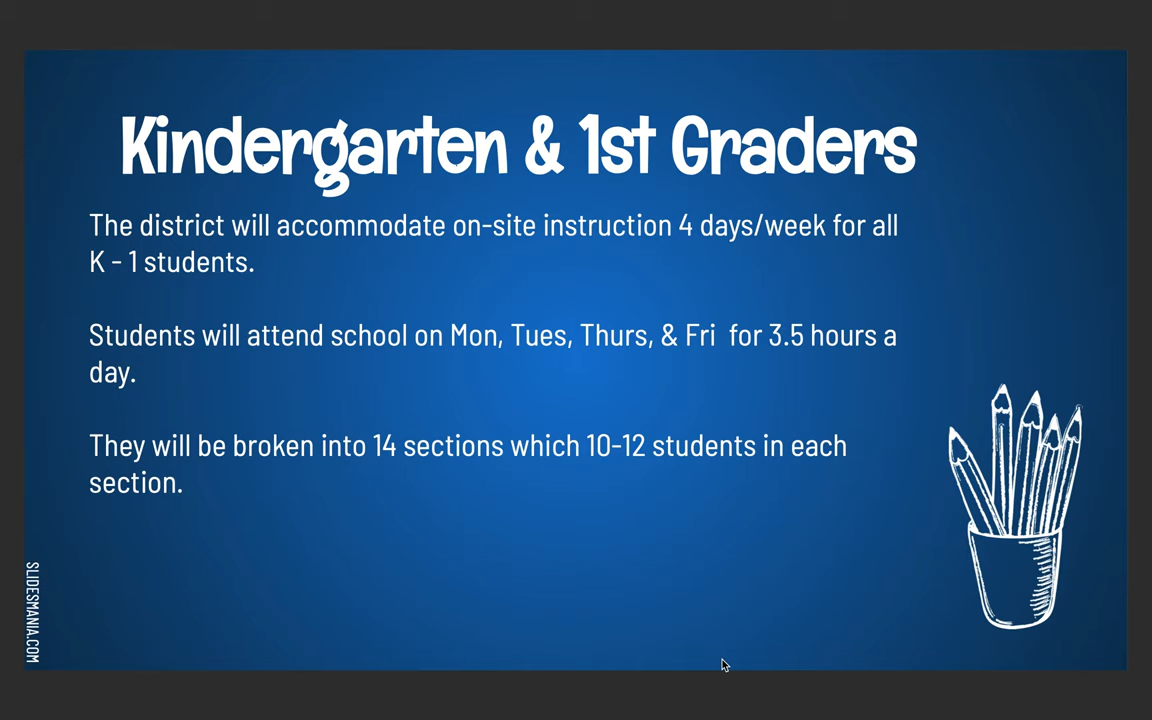 Kindergarten & 1st Graders
The district will accommodate on-site instruction 4 days/week for all
K - 1 students.
Students will attend school on Mon, Tues, Thurs, & Fri  for 3.5 hours a
day.
They will be broken into 14 sections which 10-12 students in each
section.
SLIDESMANIA.COM